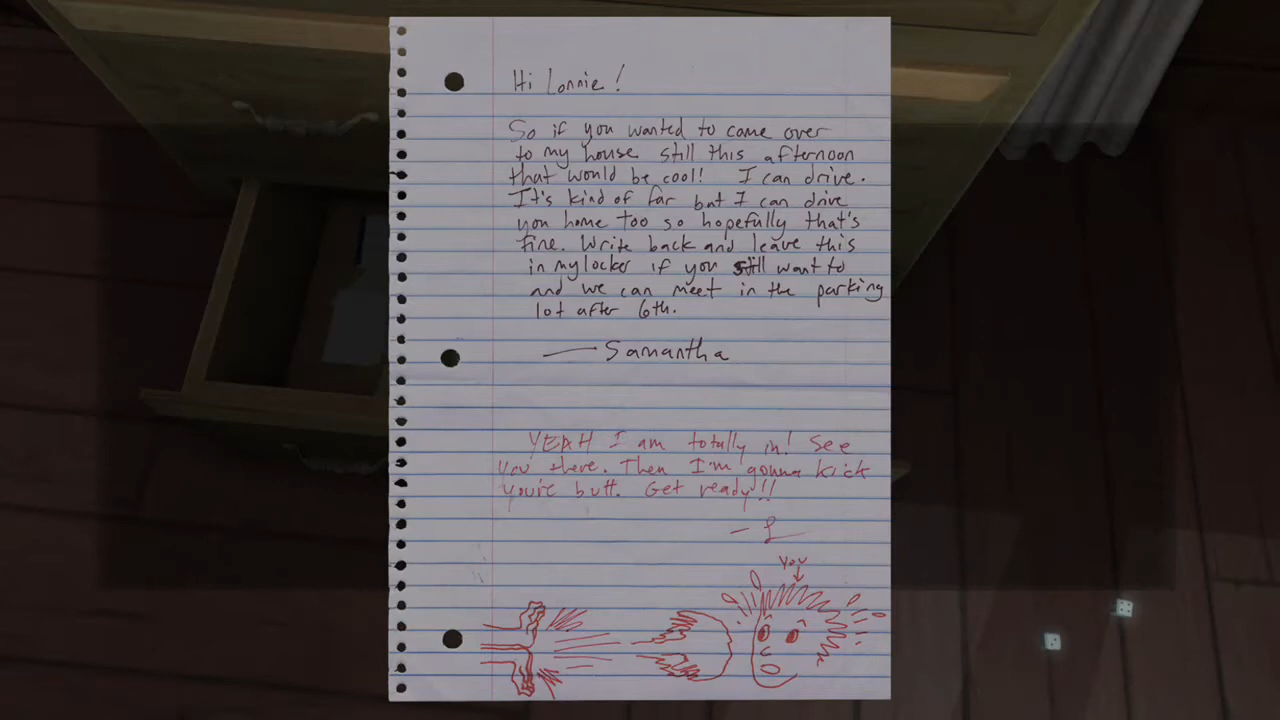 Hi Lonnie!
So if you wanted to come over
to my house still this afternoon
that would be cool! I can drive.
It's kind of far but I can drive
you home too so hopefully that's
fine. Write back and leave this
in my locker if you still want to
and we can meet in the parking
lot after 6th.
— Samantha
YEAH I am totally in! See
you there. Then I'm gonna kick
you're butt. Get ready!!
— L
You